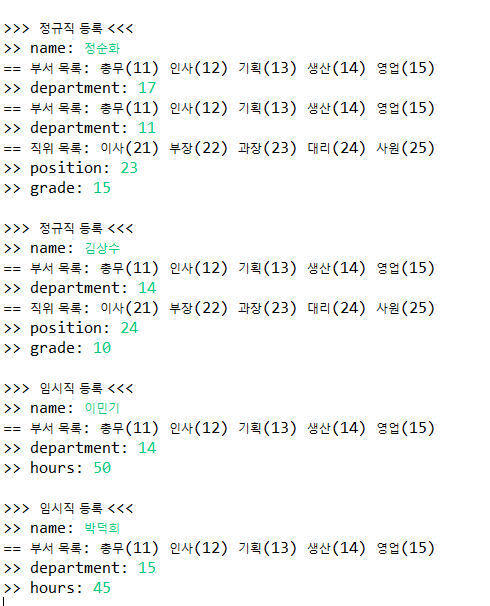 >>> 정규직 등록 <<<
>> name: 정순화
== 부서 목록: 총무(11) 인사(12) 기획(13) 생산(14) 영업(15)
>> department: 17
== 부서 목록: 총무(11) 인사(12) 기획(13) 생산(14) 영업(15)
>> department: 11
== 직위 목록: 이사(21) 부장(22) 과장(23) 대리(24) 사원(25)
>> position: 23
>> grade: 15
>>> 정규직 등록 <<<
>> name: 김상수
== 부서 목록: 총무(11) 인사(12) 기획(13) 생산(14) 영업(15)
>> department: 14
== 직위 목록: 이사(21) 부장(22) 과장(23) 대리(24) 사원(25)
>> position: 24
>> grade: 10
>>> 임시직 등록 <<<
>> name: 이민기
== 부서 목록: 총무(11) 인사(12) 기획(13) 생산(14) 영업(15)
>> department: 14
>> hours: 50
>>> 임시직 등록 <<<
>> name: 박덕희
== 부서 목록: 총무(11) 인사(12) 기획(13) 생산(14) 영업(15)
>> department: 15
>> hours: 45